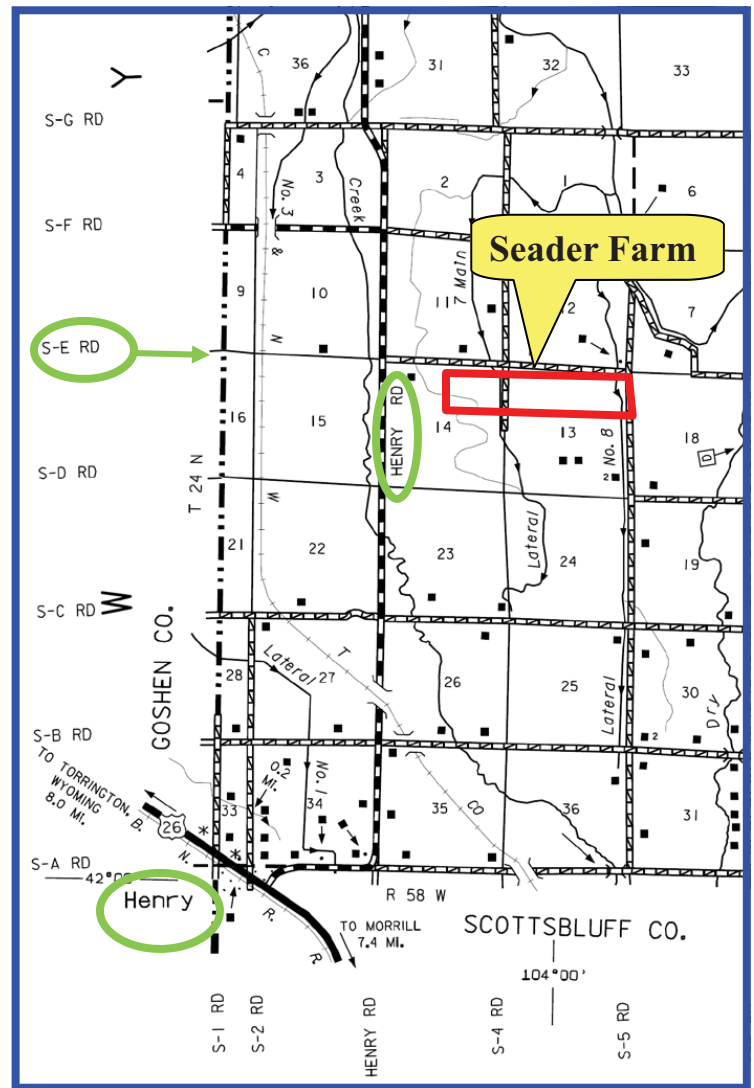 Y
C
36
31
32
33
S-G RD
4
No. 3
3
Creek
2
1
6
S-F RD
&
Seader Farm
9
10
N
11
7 Main
12
7
S-E RD
16
15
HENRY RD
14
13
No. 8
18
D
S-D RD
T 24 N
W
2
21
22
23
Lateral
24
19
S-C RD
W
GOSHEN CO.
28
Lateral
27
T
26
25
Lateral
30
Dry
S-B RD
2
TO TORRINGTON,
WYOMING
8.0 MI.
0.2
MI.
33
34
No. 1
35
CO
36
31
26
B. N. R. R
*
*
S-A RD
42°00'
Henry
R 58 W
TO MORRILL
7.4 MI.
SCOTTSBLUFF CO.
104°00'
S-1 RD
S-2 RD
HENRY RD
S-4 RD
S-5 RD